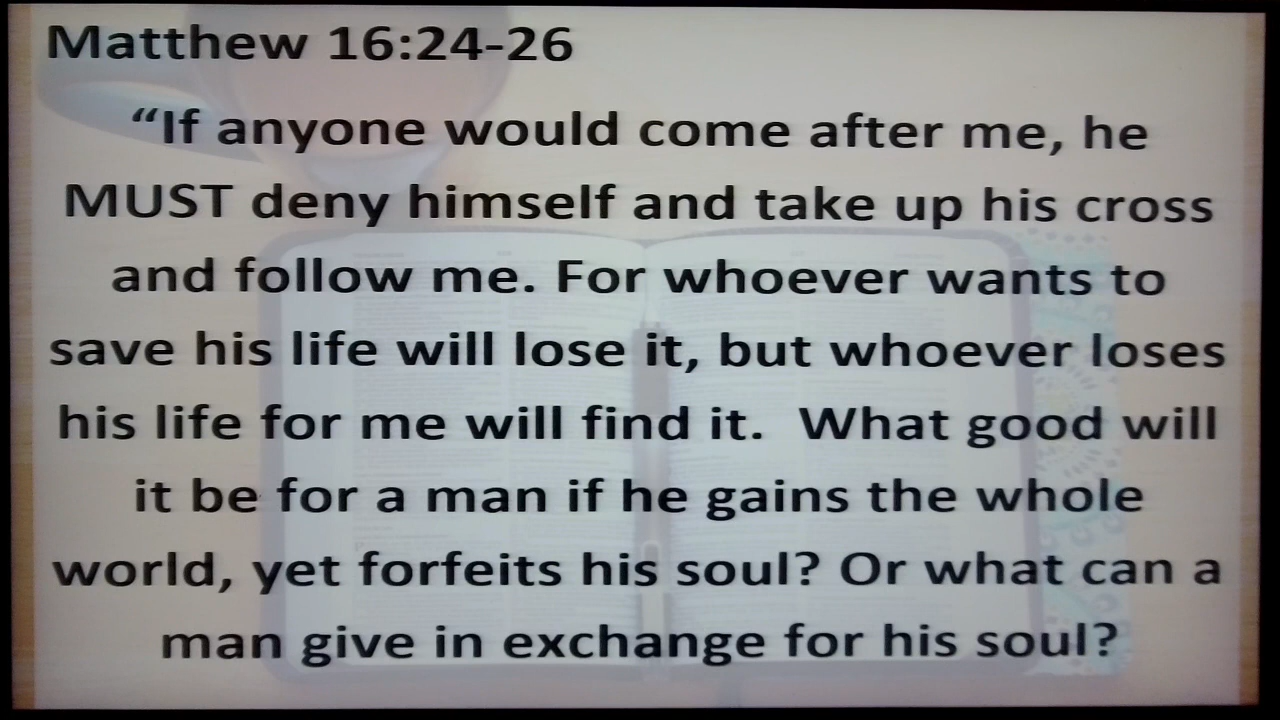 Matthew 16:24-26
“If anyone would come after me, he
MUST deny himself and take up his cross
and follow me. For whoever wants to
save his life will lose it, but whoever loses
his life for me will find it.  What good will
it be for a man if he gains the whole
world, yet forfeits his soul? Or what can a
man give in exchange for his soul?